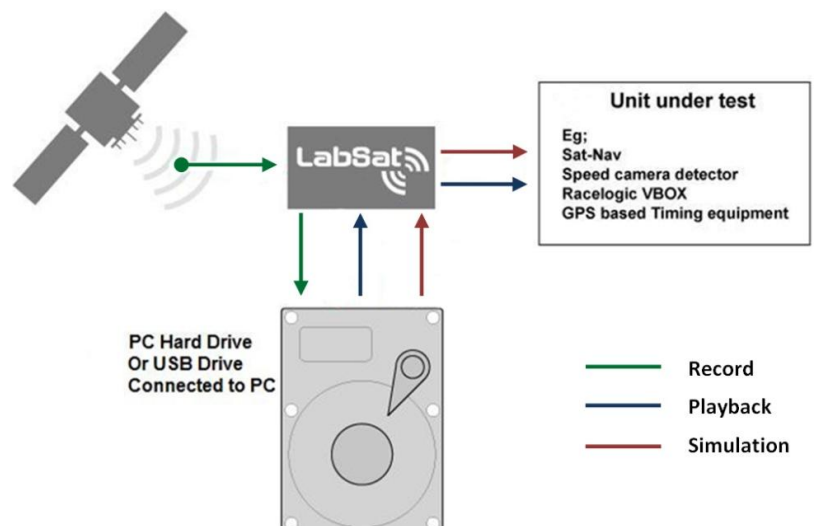 LabSat
Unit under test
Eg;
Sat-Nav
Speed camera detector
Racelogic VBOX
GPS based Timing equipment
PC Hard Drive
Or USB Drive
Connected to PC
Record
Playback
Simulation